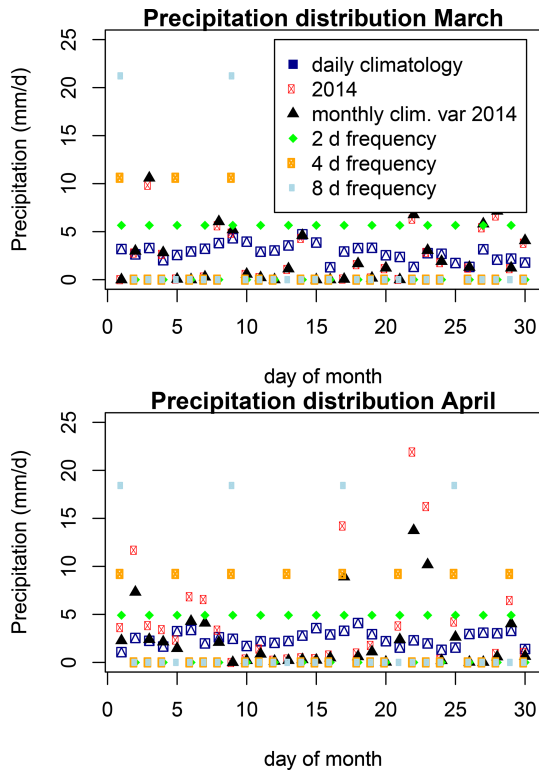 Precipitation distribution March
Precipitation (mm/d)
25
20
15
10
5
0
daily climatology
2014
monthly clim. var 2014
2 d frequency
4 d frequency
8 d frequency
0 5 10 15 20 25 30
day of month
Precipitation distribution April
Precipitation (mm/d)
25
20
15
10
5
0
0 5 10 15 20 25 30
day of month